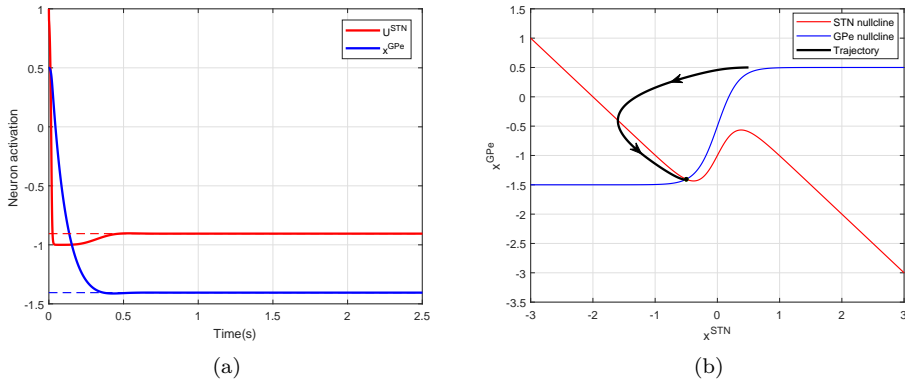 1
0.5
0
-0.5
-1
-1.5
Neuron activation
0
0.5
1
1.5
2
2.5
Time(s)
U^STN
x^GPe
(a)
1.5
1
0.5
0
-0.5
-1
-1.5
-2
-2.5
-3
-3.5
x^GPe
-3
-2
-1
0
1
2
3
x^STN
STN nullcline
GPe nullcline
Trajectory
(b)